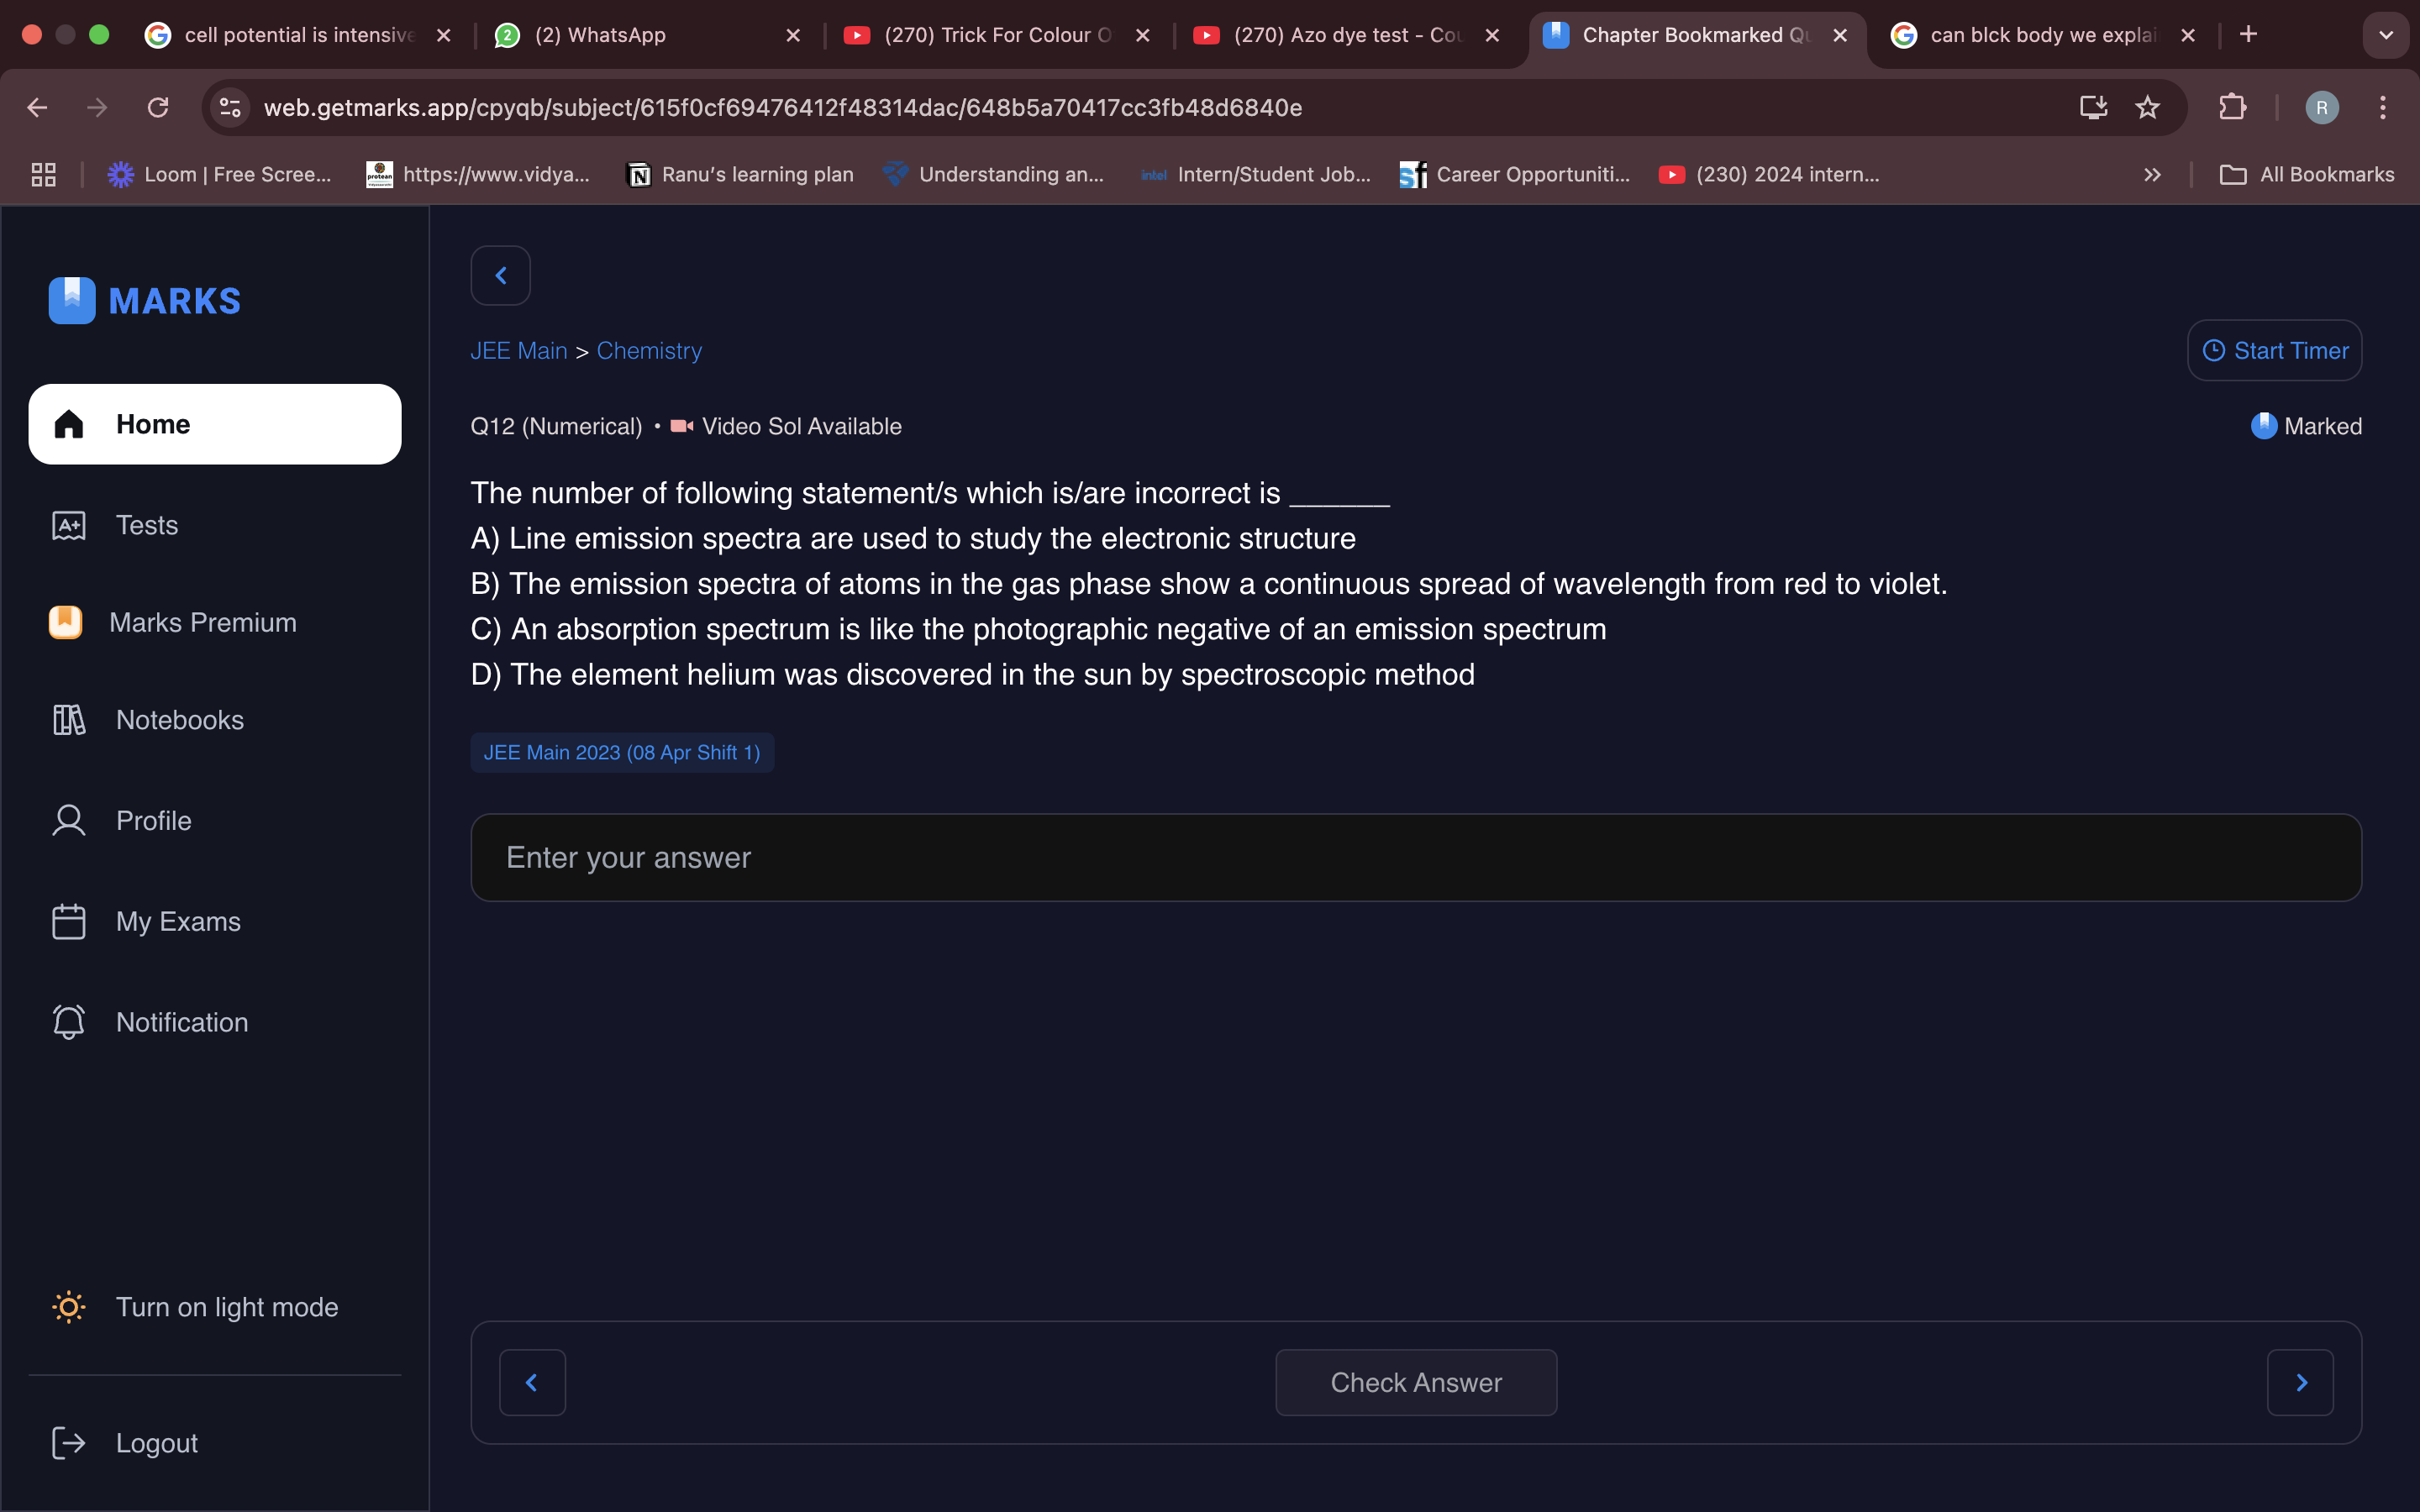 cell potential is intensive
2
(2) WhatsApp
(270) Trick For Colour O
(270) Azo dye test - Cou
Chapter Bookmarked Qu
can blck body we explai
web.getmarks.app/cpyqb/subject/615f0cf69476412f48314dac/648b5a70417cc3fb48d6840e
R
Loom | Free Scree...
protean
https://www.vidya...
Ranu’s learning plan
Understanding an...
intel
Intern/Student Job...
sf
Career Opportuniti...
(230) 2024 intern...
All Bookmarks
MARKS
Home
A+
Tests
Marks Premium
Notebooks
Profile
My Exams
Notification
Turn on light mode
Logout
JEE Main > Chemistry
Start Timer
Q12 (Numerical) • Video Sol Available
Marked
The number of following statement/s which is/are incorrect is ______
A) Line emission spectra are used to study the electronic structure
B) The emission spectra of atoms in the gas phase show a continuous spread of wavelength from red to violet.
C) An absorption spectrum is like the photographic negative of an emission spectrum
D) The element helium was discovered in the sun by spectroscopic method
JEE Main 2023 (08 Apr Shift 1)
Enter your answer
Check Answer